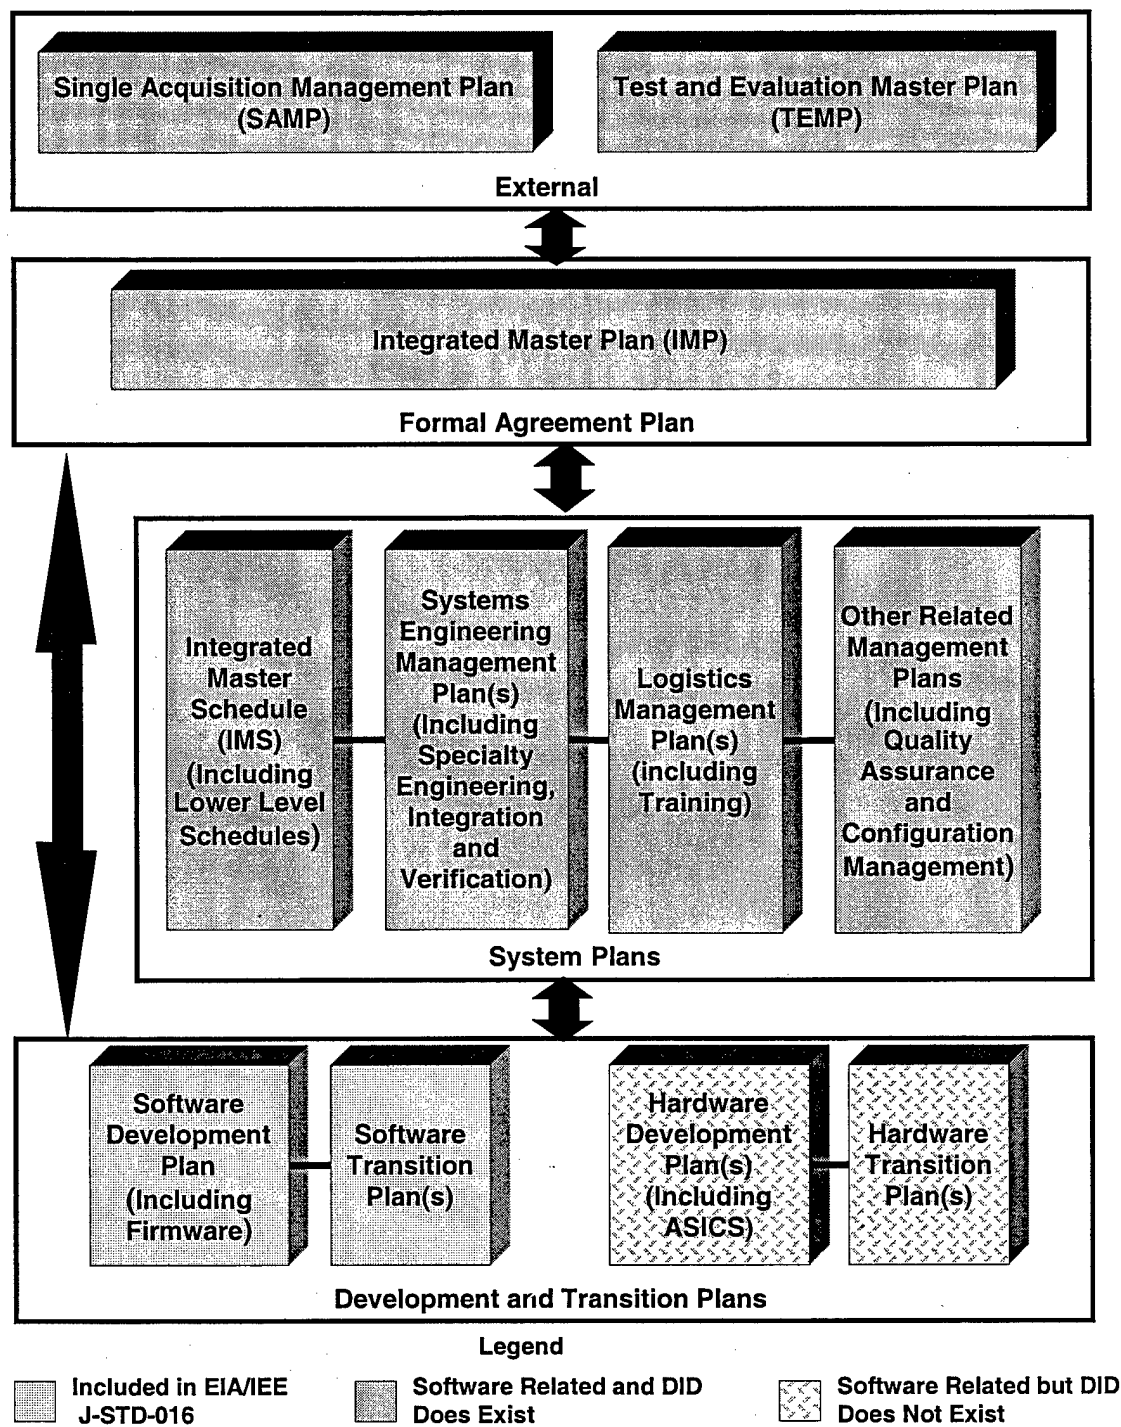 Single Acquisition Management Plan
(SAMP)
Test and Evaluation Master Plan
(TEMP)
External
Integrated Master Plan (IMP)
Formal Agreement Plan
Integrated
Master
Schedule
(IMS)
(Including
Lower Level
Schedules)
Systems
Engineering
Management
Plan(s)
(Including
Specialty
Engineering,
Integration
and
Verification)
Logistics
Management
Plan(s)
(including
Training)
Other Related
Management
Plans
(Including
Quality
Assurance
and
Configuration
Management)
System Plans
Software
Development
Plan
(Including
Firmware)
Software
Transition
Plan(s)
Hardware
Development
Plan(s)
(Including
ASICS)
Hardware
Transition
Plan(s)
Development and Transition Plans
Legend
Included in EIA/IEE
J-STD-016
Software Related and DID
Does Exist
Software Related but DID
Does Not Exist